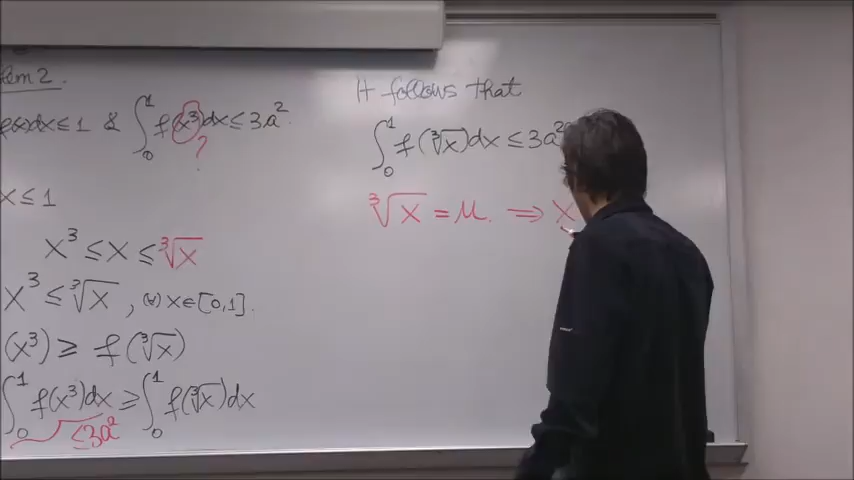 lem 2.
f(x)dx ≤ 1 & ∫₀¹ f(x³)dx ≤ 3a².
?
x ≤ 1
x³ ≤ x ≤ ∛x
x³ ≤ ∛x , (∀) x ∈ [0,1].
(x³) ≥ f(∛x)
∫₀¹ f(x³)dx ≥ ∫₀¹ f(∛x)dx
≤ 3a²
It follows that
∫₀¹ f(∛x)dx ≤ 3a²
∛x = u. ⟹ x